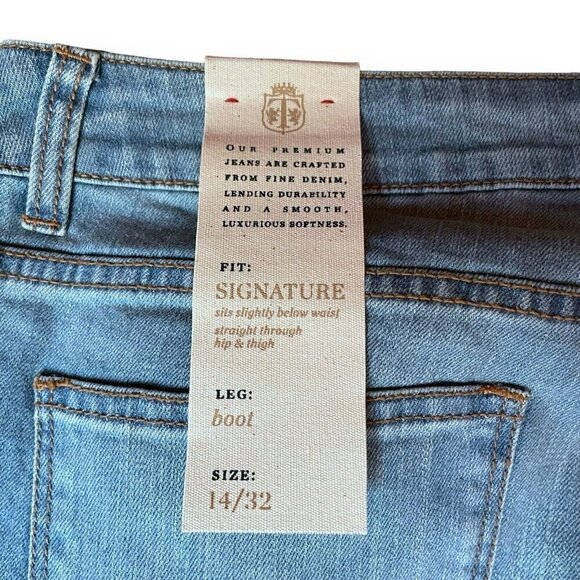 OUR PREMIUM
JEANS ARE CRAFTED
FROM FINE DENIM,
LENDING DURABILITY
AND A SMOOTH,
LUXURIOUS SOFTNESS.
FIT:
SIGNATURE
sits slightly below waist
straight through
hip & thigh
LEG:
boot
SIZE:
14/32